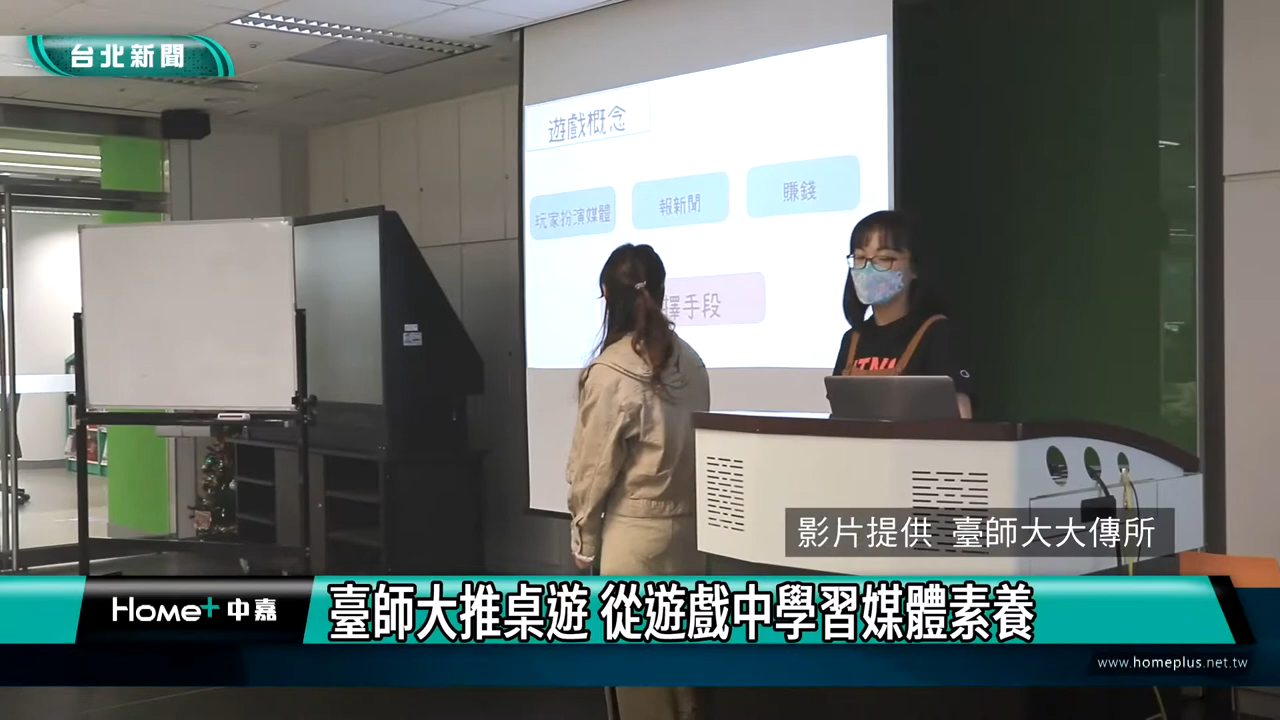 台北新聞
遊戲概念
玩家扮演媒體
報新聞
賺錢
擇手段
影片提供 臺師大大傳所
Home+中嘉
臺師大推桌遊 從遊戲中學習媒體素養
www.homeplus.net.tw